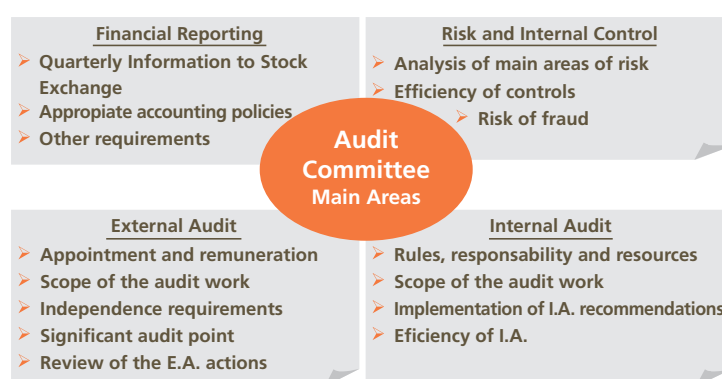 Financial Reporting
Quarterly Information to Stock
Exchange
Appropiate accounting policies
Other requirements
Risk and Internal Control
Analysis of main areas of risk
Efficiency of controls
Risk of fraud
Audit
Committee
Main Areas
External Audit
Appointment and remuneration
Scope of the audit work
Independence requirements
Significant audit point
Review of the E.A. actions
Internal Audit
Rules, responsability and resources
Scope of the audit work
Implementation of I.A. recommendations
Eficiency of I.A.